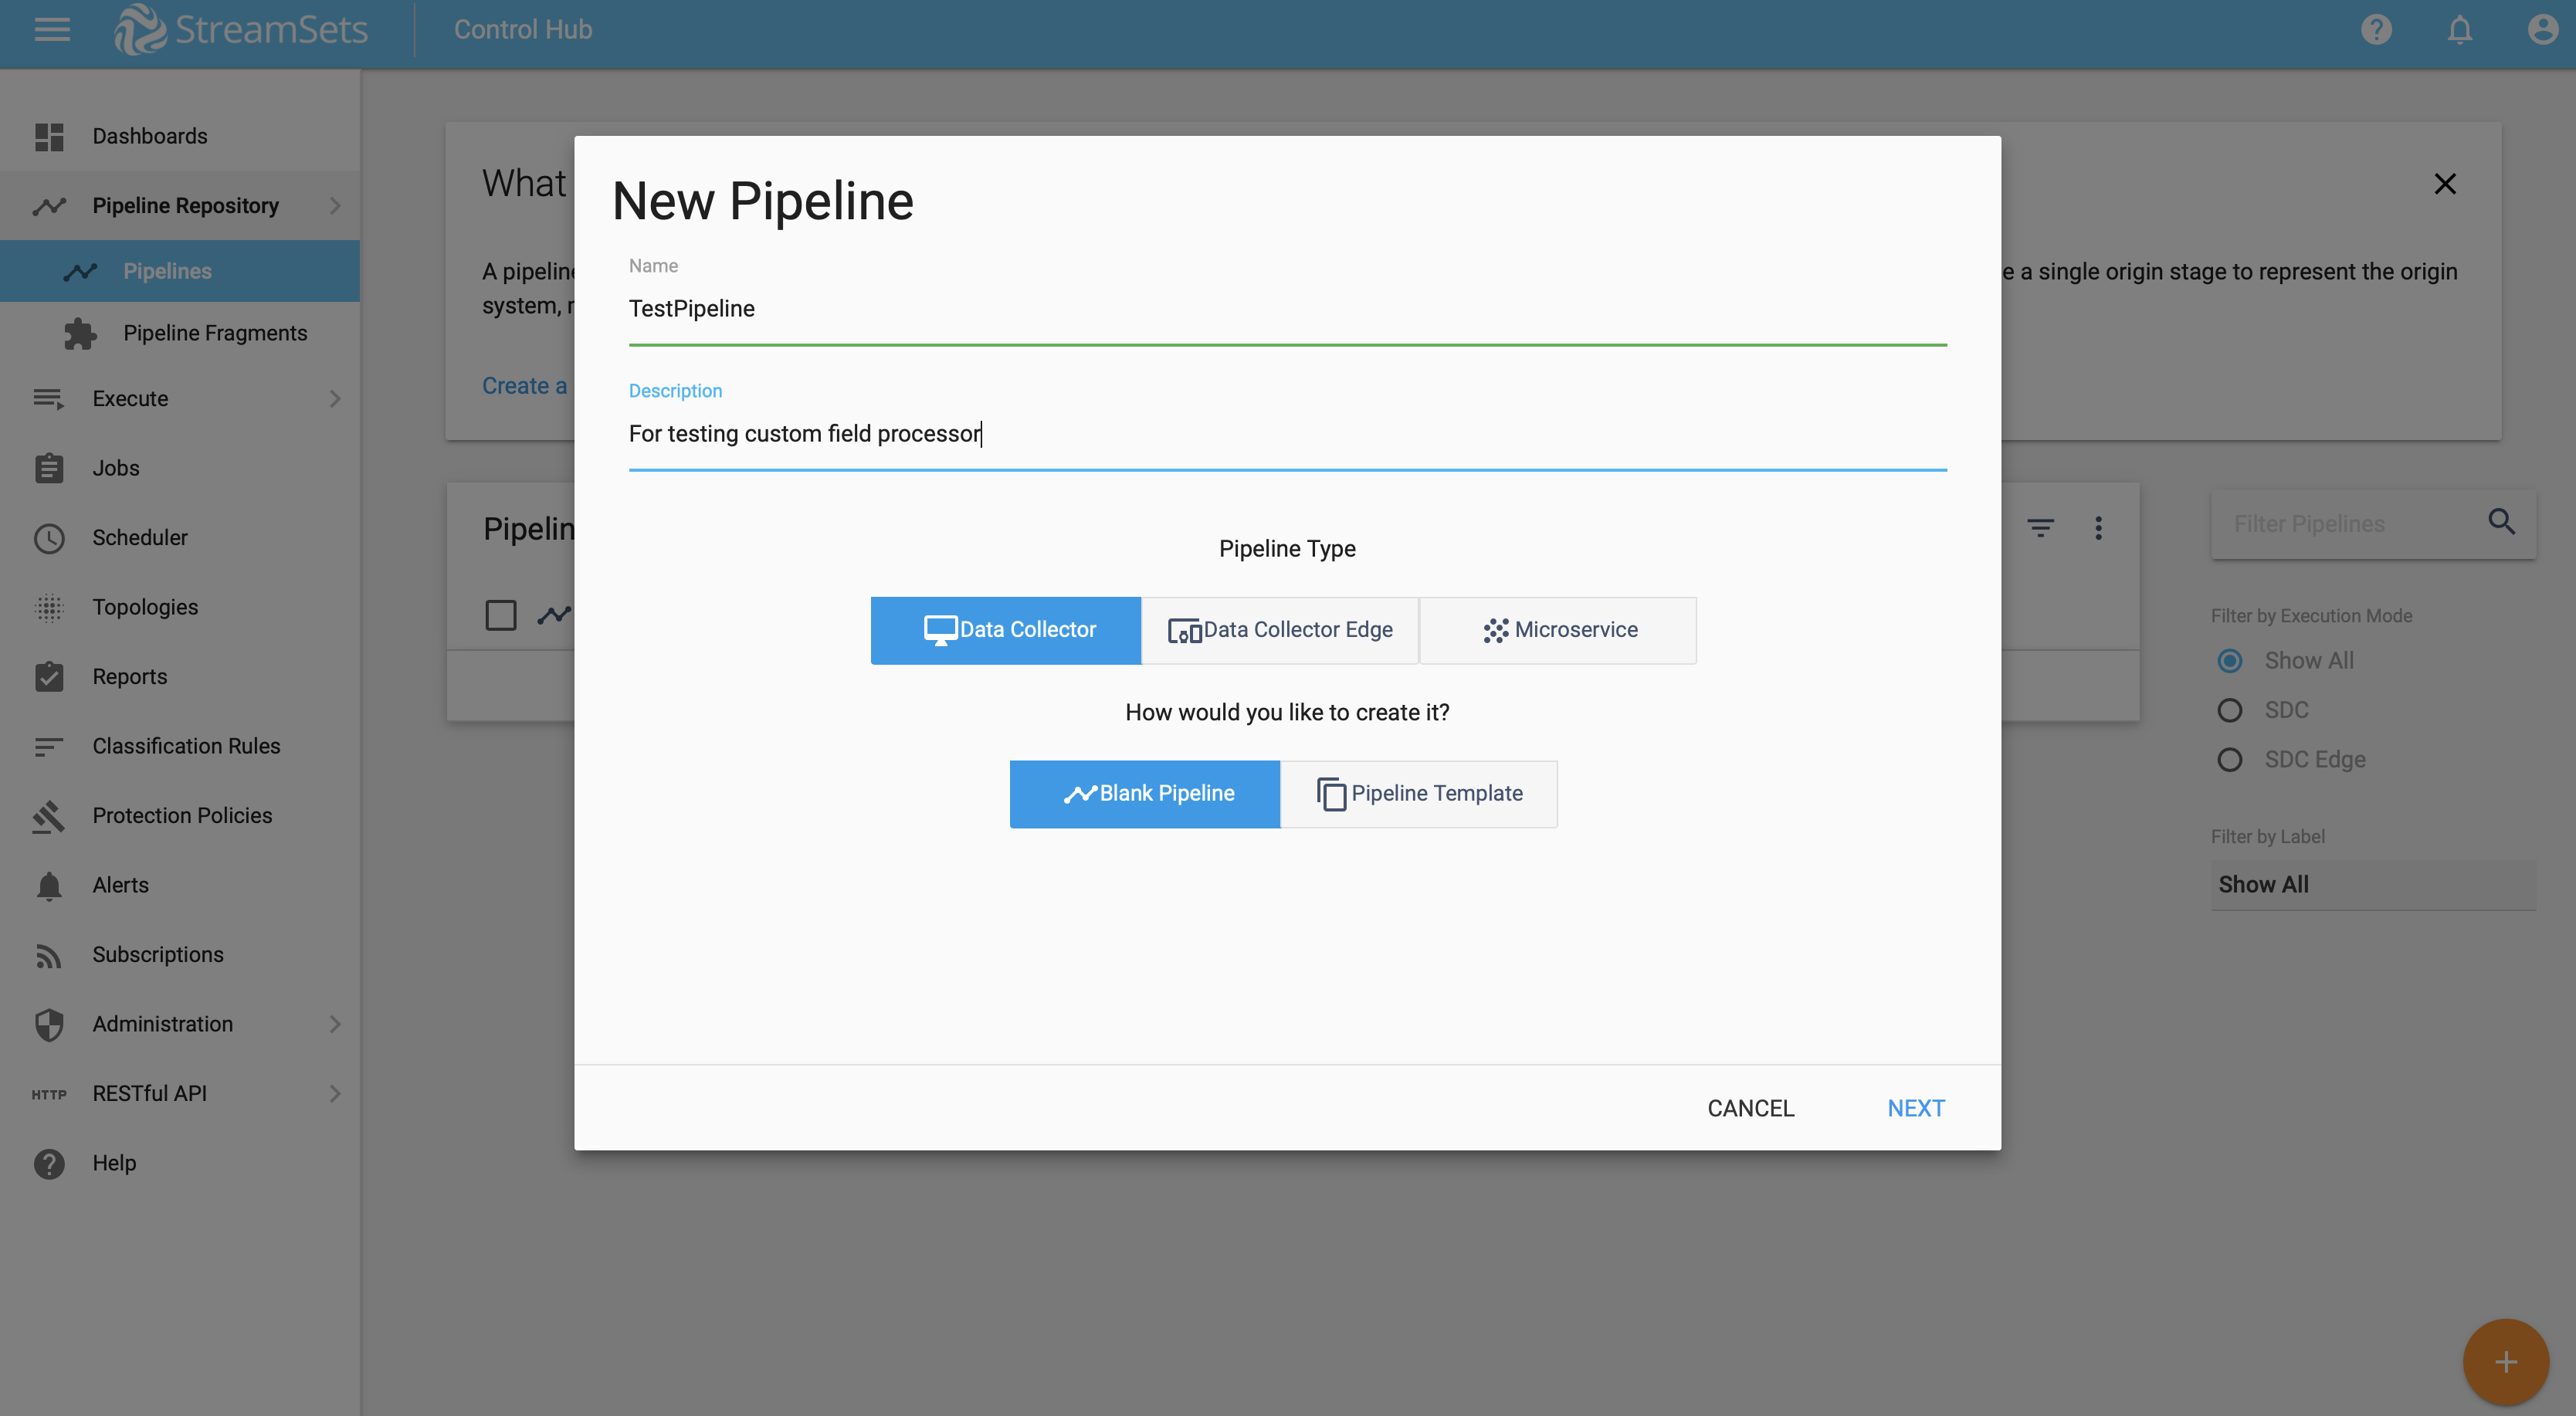 StreamSets
Control Hub
Dashboards
Pipeline Repository
Pipelines
Pipeline Fragments
Execute
Jobs
Scheduler
Topologies
Reports
Classification Rules
Protection Policies
Alerts
Subscriptions
Administration
HTTP RESTful API
Help
What
A pipeline
e a single origin stage to represent the origin
system,
Create a
New Pipeline
Name
TestPipeline
Description
For testing custom field processor
Pipeline Type
Data Collector
Data Collector Edge
Microservice
How would you like to create it?
Blank Pipeline
Pipeline Template
CANCEL
NEXT
Pipelin
Filter Pipelines
Filter by Execution Mode
Show All
SDC
SDC Edge
Filter by Label
Show All